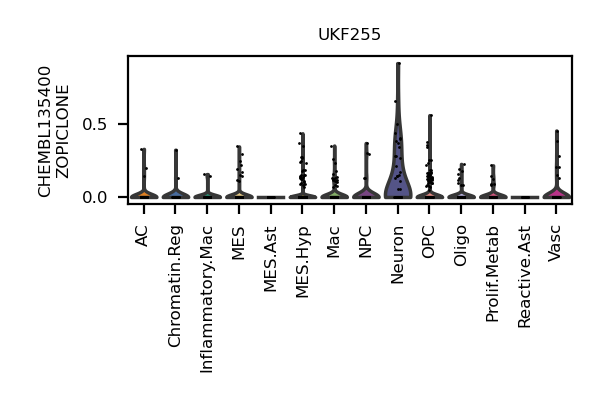 UKF255
CHEMBL135400
ZOPICLONE
0.5
0.0
AC
Chromatin.Reg
Inflammatory.Mac
MES
MES.Ast
MES.Hyp
Mac
NPC
Neuron
OPC
Oligo
Prolif.Metab
Reactive.Ast
Vasc